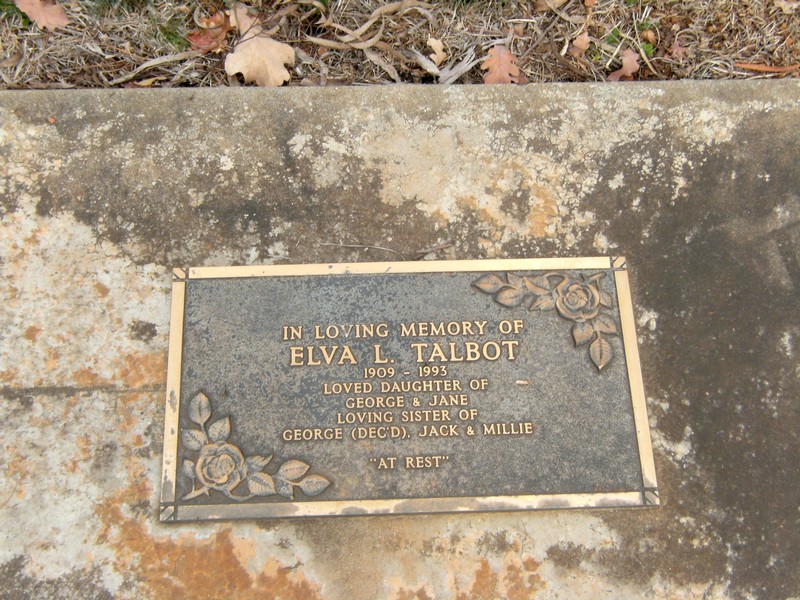 IN LOVING MEMORY OF
ELVA L. TALBOT
1909 - 1993
LOVED DAUGHTER OF
GEORGE & JANE
LOVING SISTER OF
GEORGE (DEC'D), JACK & MILLIE
"AT REST"